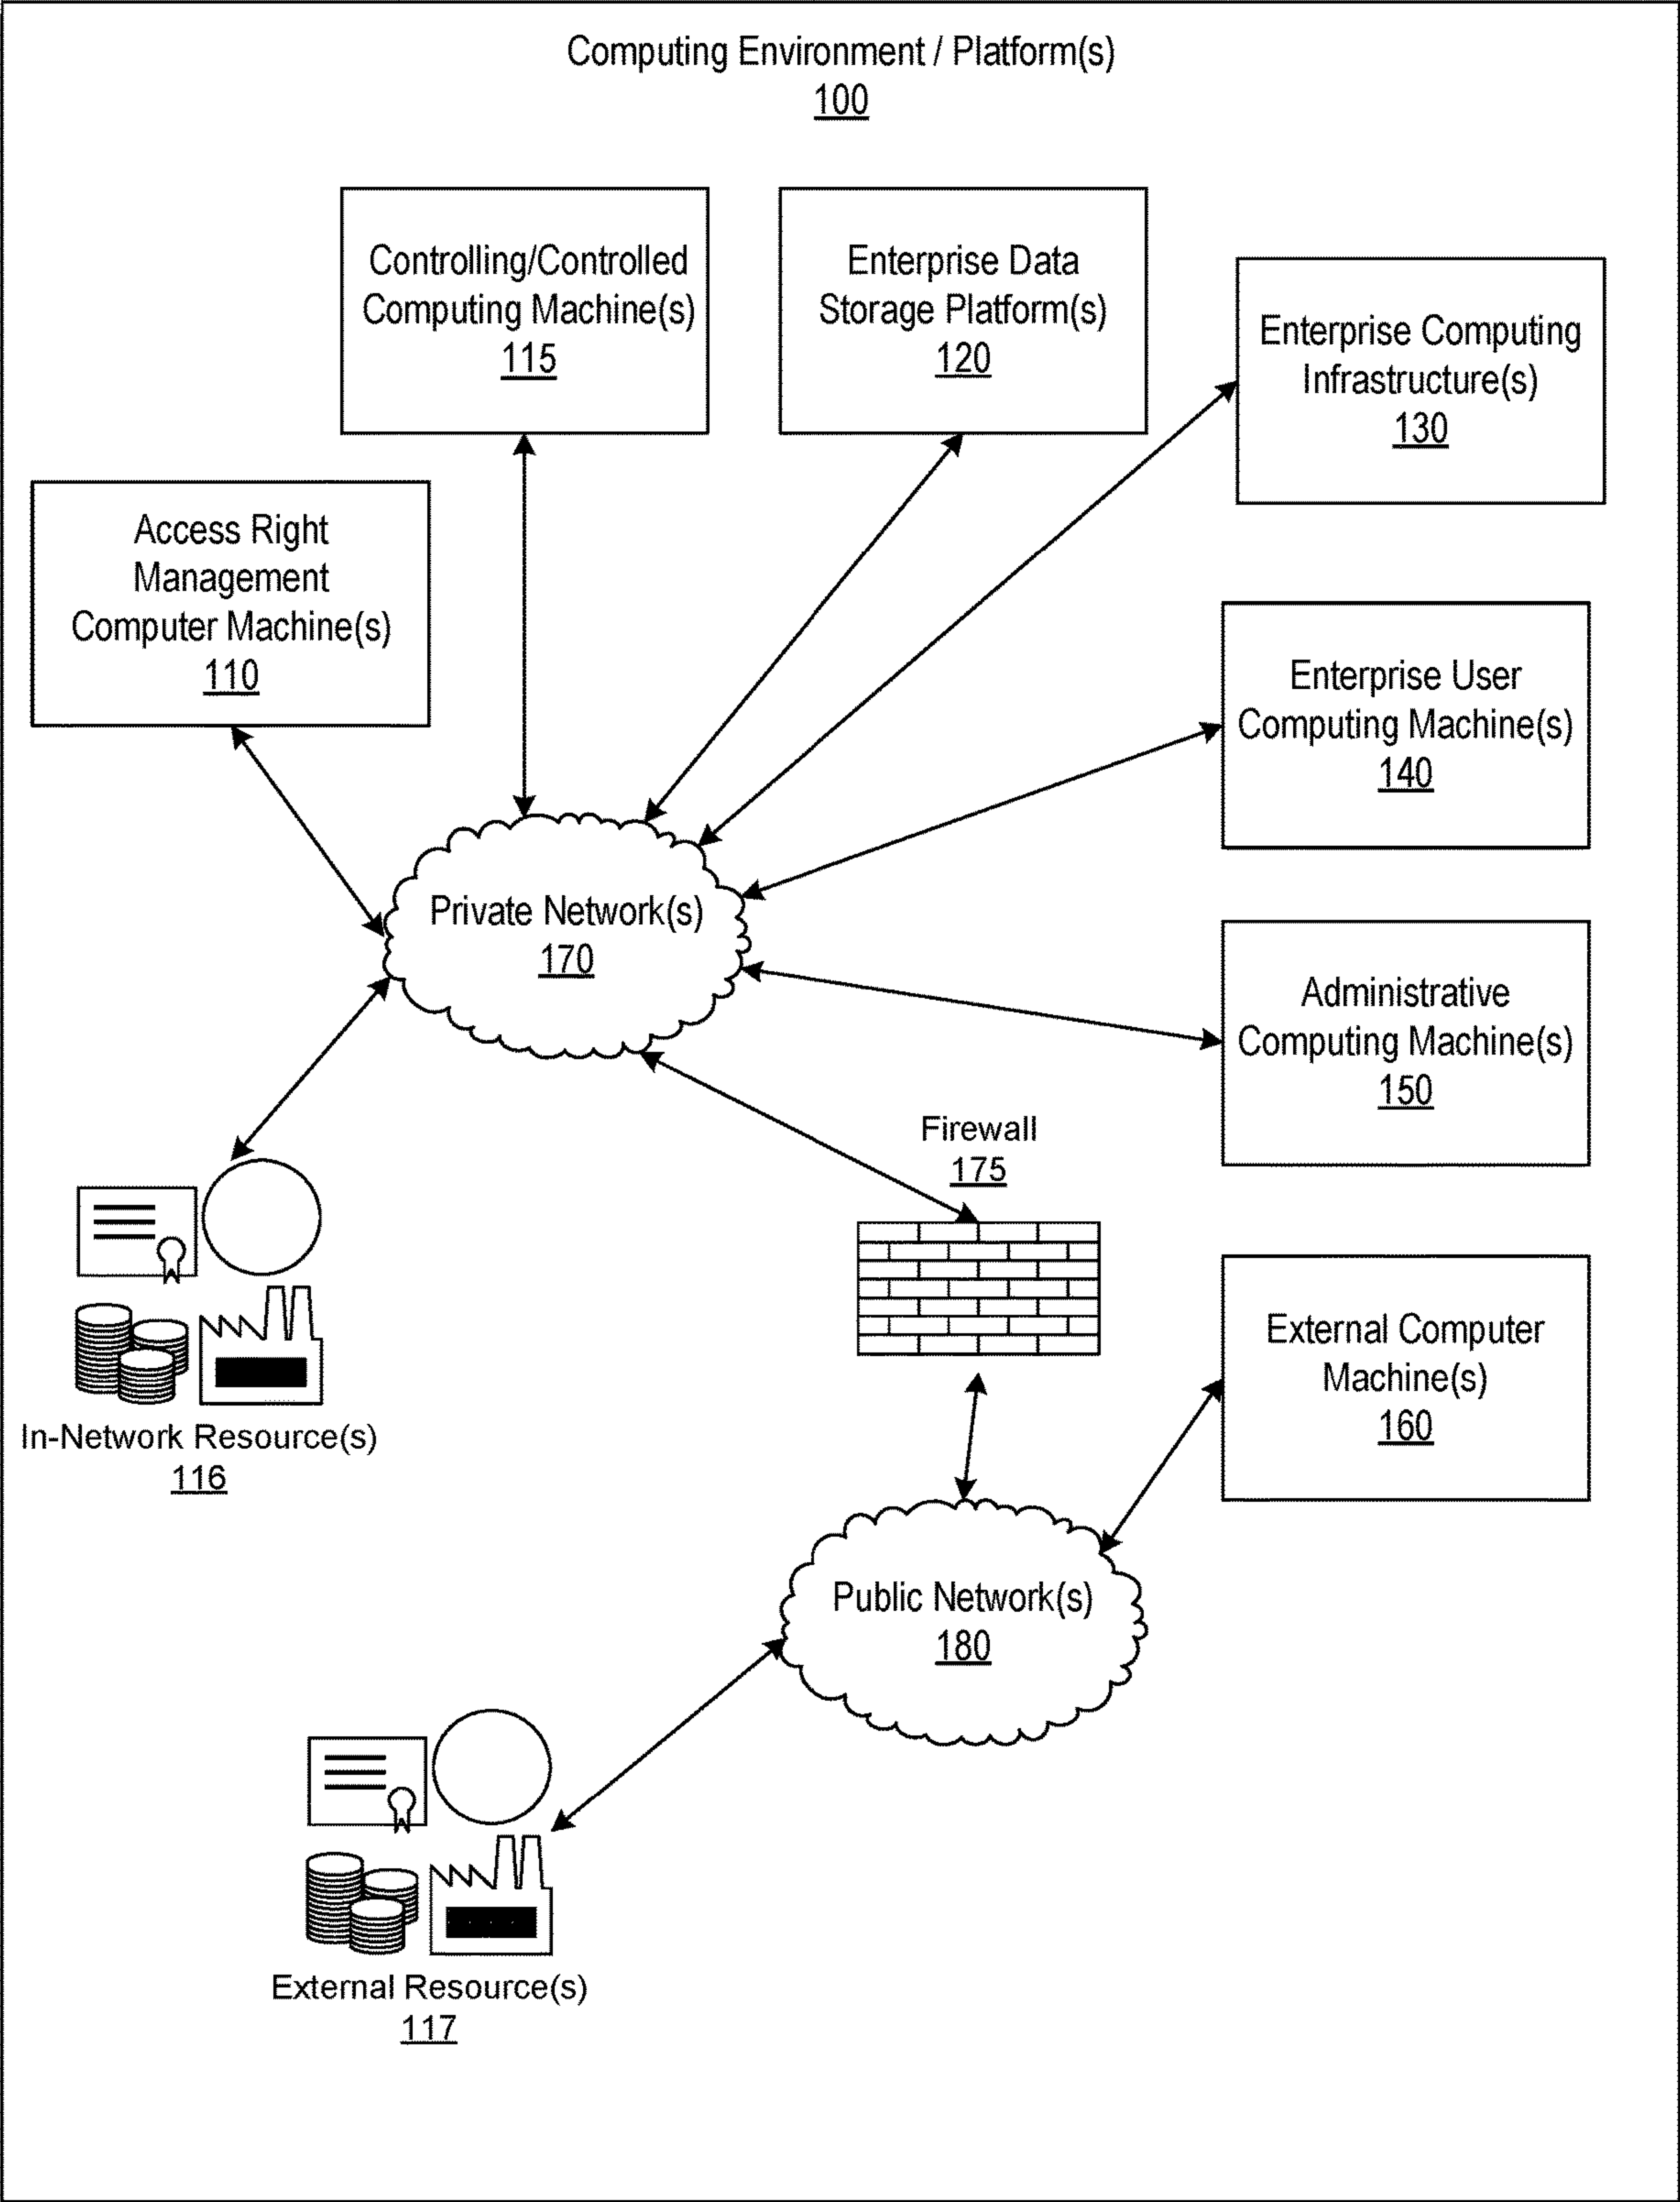 Computing Environment / Platform(s)
100
Controlling/Controlled
Computing Machine(s)
115
Enterprise Data
Storage Platform(s)
120
Enterprise Computing
Infrastructure(s)
130
Access Right
Management
Computer Machine(s)
110
Enterprise User
Computing Machine(s)
140
Private Network(s)
170
Administrative
Computing Machine(s)
150
Firewall
175
External Computer
Machine(s)
160
In-Network Resource(s)
116
Public Network(s)
180
External Resource(s)
117